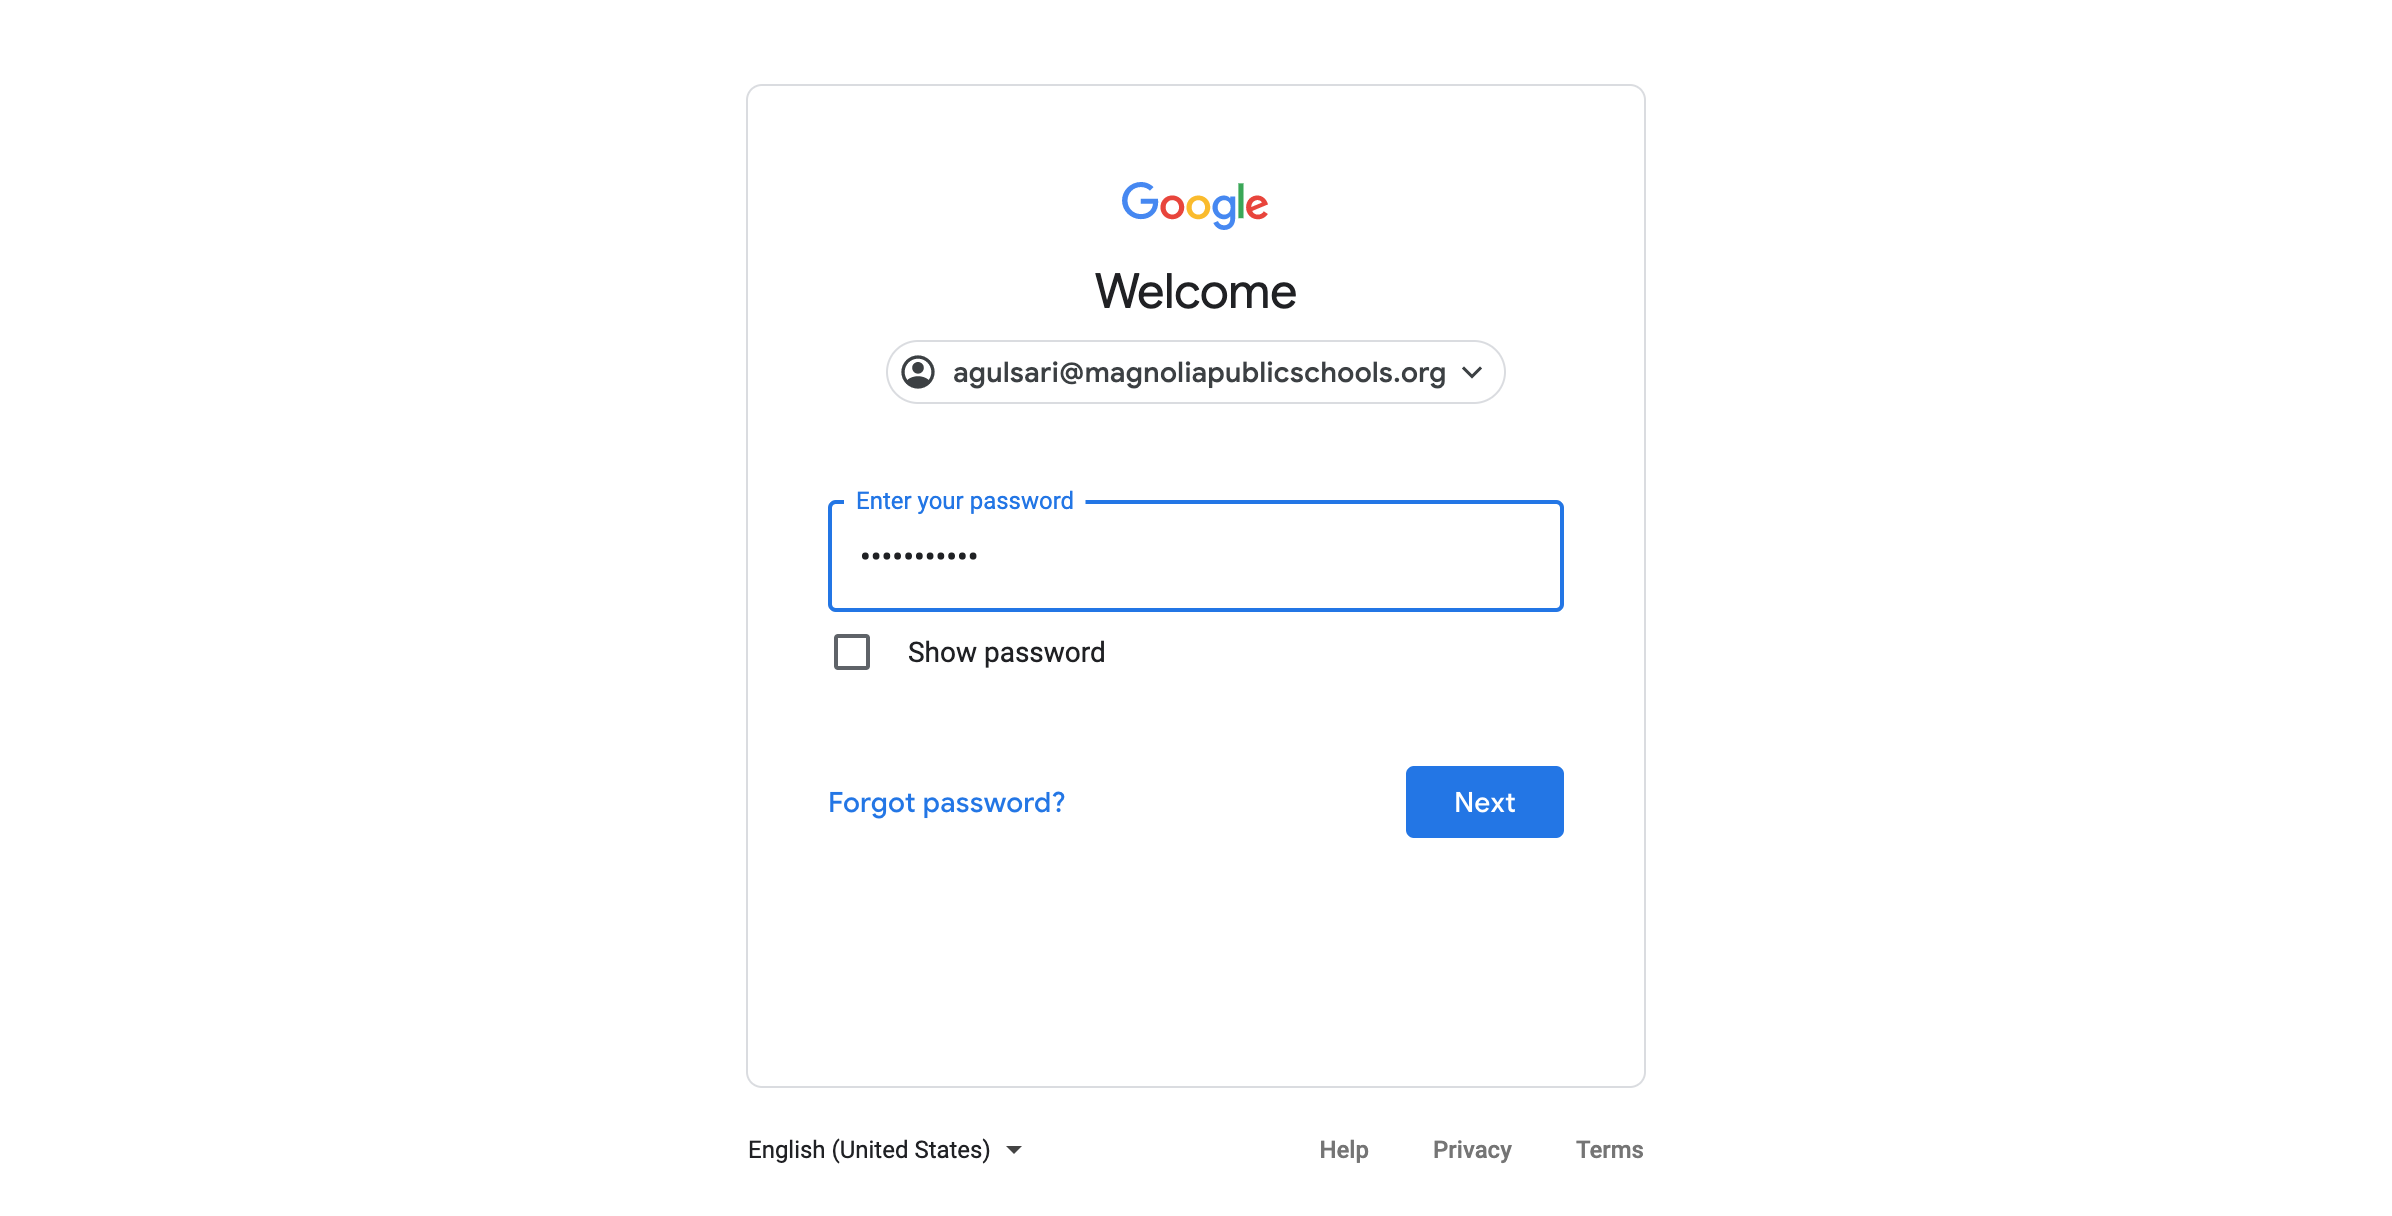 Google
Welcome
agulsari@magnoliapublicschools.org
Enter your password
•••••••••••
Show password
Forgot password?
Next
English (United States)
Help
Privacy
Terms